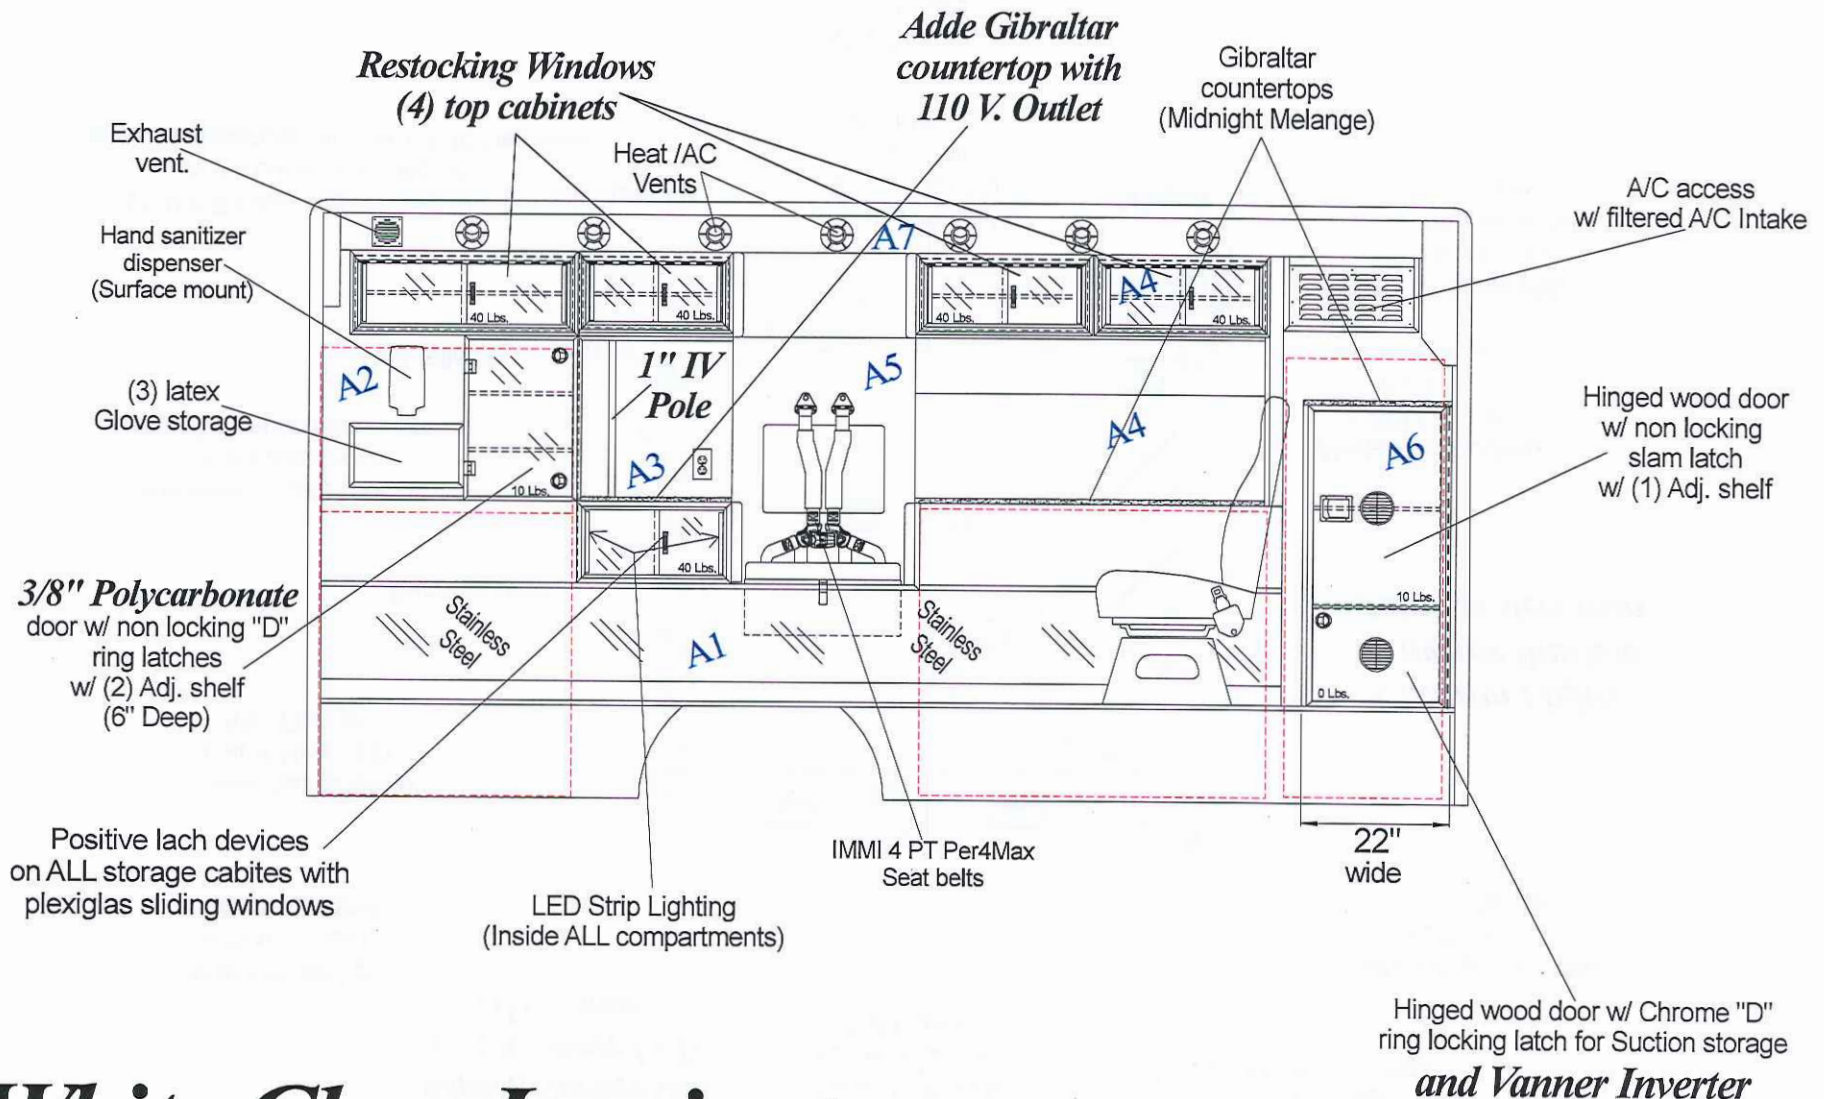 Adde Gibraltar
countertop with
110 V. Outlet
Restocking Windows
(4) top cabinets
Gibraltar
countertops
(Midnight Melange)
Exhaust
vent.
Heat /AC
Vents
A/C access
w/ filtered A/C Intake
Hand sanitizer
dispenser
(Surface mount)
A7
A4
40 Lbs.
40 Lbs.
40 Lbs.
40 Lbs.
A2
1" IV
Pole
A5
(3) latex
Glove storage
Hinged wood door
w/ non locking
slam latch
w/ (1) Adj. shelf
A3
A4
A6
10 Lbs.
40 Lbs.
10 Lbs.
3/8" Polycarbonate
door w/ non locking "D"
ring latches
w/ (2) Adj. shelf
(6" Deep)
Stainless
Steel
A1
Stainless
Steel
0 Lbs.
Positive lach devices
on ALL storage cabites with
plexiglas sliding windows
LED Strip Lighting
(Inside ALL compartments)
IMMI 4 PT Per4Max
Seat belts
22"
wide
Hinged wood door w/ Chrome "D"
ring locking latch for Suction storage
and Vanner Inverter